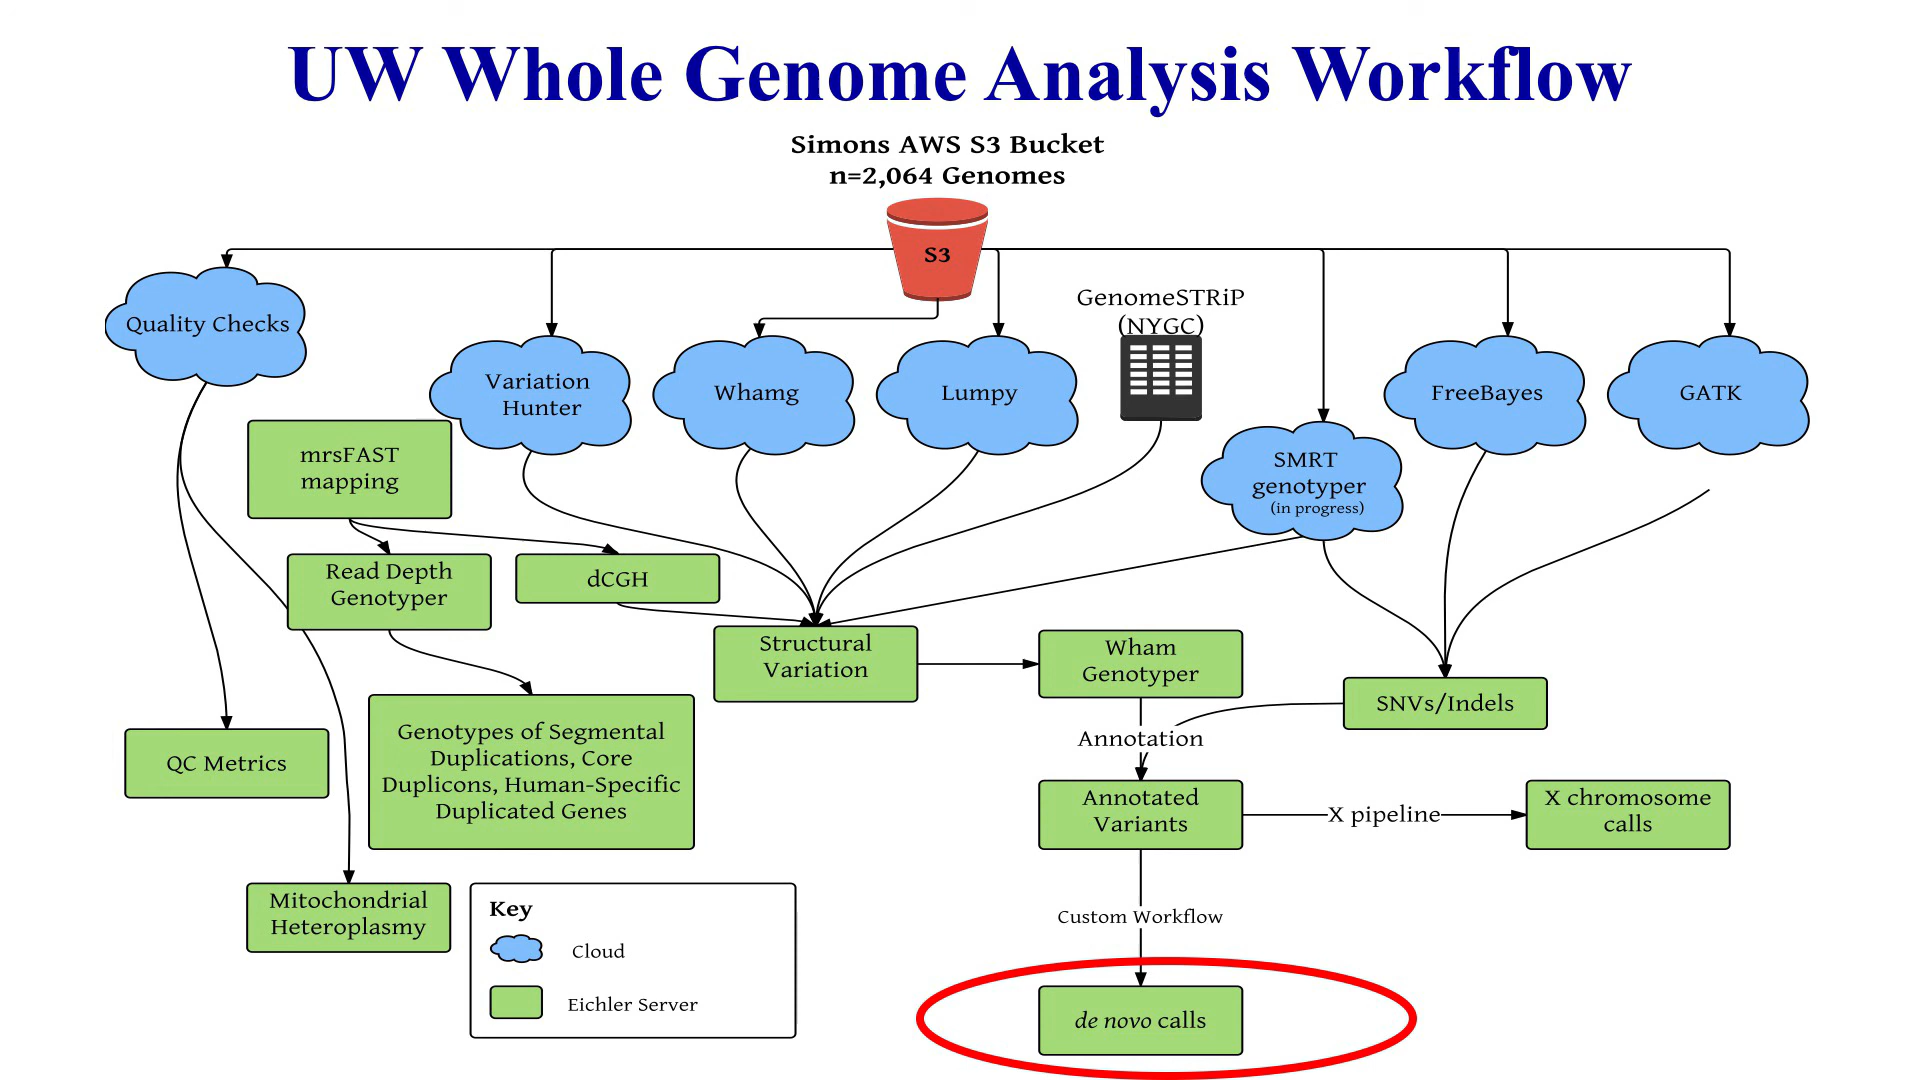 UW Whole Genome Analysis Workflow
Simons AWS S3 Bucket
n=2,064 Genomes
S3
GenomeSTRiP
(NYGC)
Quality Checks
Variation
Hunter
Whamg
Lumpy
FreeBayes
GATK
SMRT
genotyper
(in progress)
mrsFAST
mapping
Read Depth
Genotyper
dCGH
Structural
Variation
Wham
Genotyper
SNVs/Indels
Annotation
QC Metrics
Genotypes of Segmental
Duplications, Core
Duplicons, Human-Specific
Duplicated Genes
Annotated
Variants
X pipeline
X chromosome
calls
Mitochondrial
Heteroplasmy
Key
Cloud
Eichler Server
Custom Workflow
de novo calls